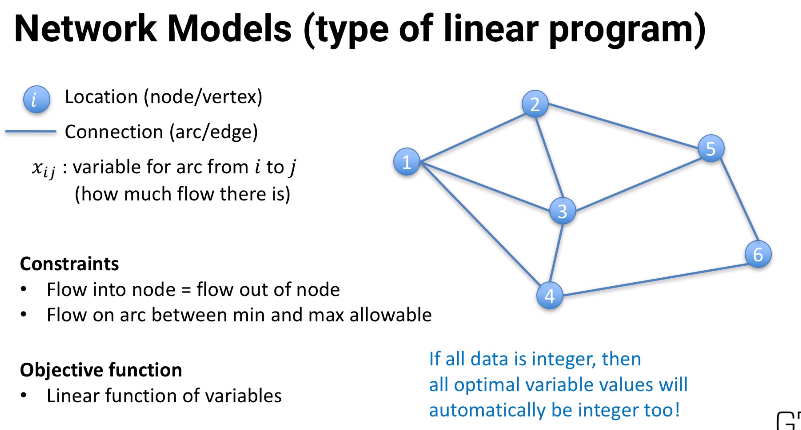 Network Models (type of linear program)
i Location (node/vertex)
Connection (arc/edge)
xij : variable for arc from i to j
(how much flow there is)
Constraints
• Flow into node = flow out of node
• Flow on arc between min and max allowable
Objective function
• Linear function of variables
1
2
3
4
5
6
If all data is integer, then
all optimal variable values will
automatically be integer too!